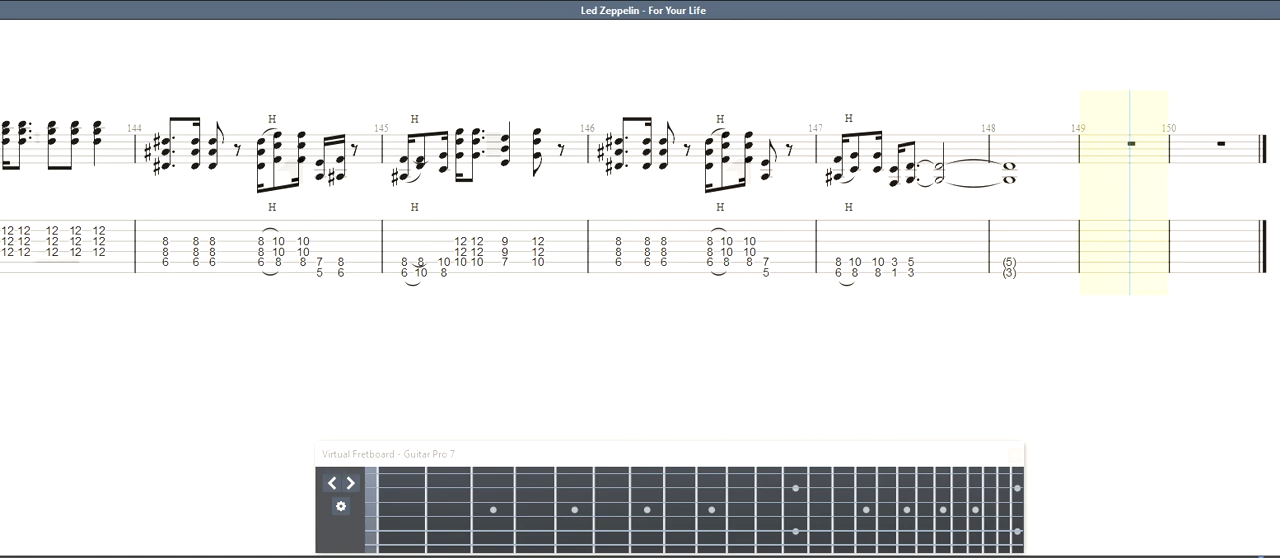 Led Zeppelin - For Your Life
H H H H
144 145 146 147 148 149 150
H H H H
12 12 12 12 12
12 12 12 12 12 8 8 8 8 10 10 12 12 9 12 8 8 8 8 10 10
12 12 12 12 12 8 8 8 8 10 10 12 12 9 12 8 8 8 8 10 10
6 6 6 6 8 8 7 8 8 8 10 10 10 7 10 6 6 6 6 8 8 7 8 10 10 3 5 (5)
5 6 6 10 8 5 6 8 8 1 3 (3)
Virtual Fretboard - Guitar Pro 7